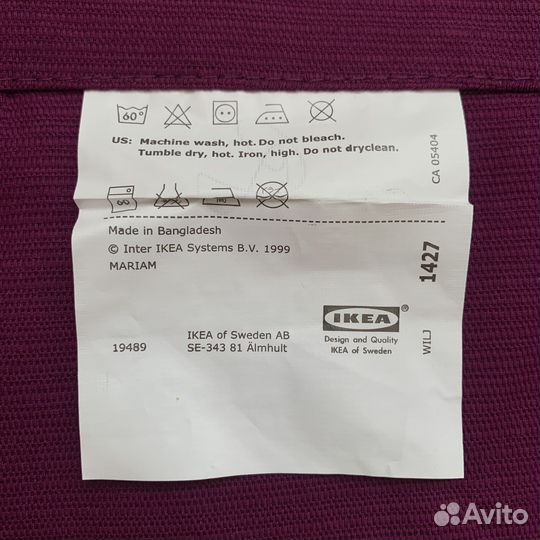 60°
US: Machine wash, hot. Do not bleach.
Tumble dry, hot. Iron, high. Do not dryclean.
CA 05404
Made in Bangladesh
© Inter IKEA Systems B.V. 1999
MARIAM
1427
WILJ
IKEA®
Design and Quality
IKEA of Sweden
IKEA of Sweden AB
19489 SE-343 81 Älmhult
Avito